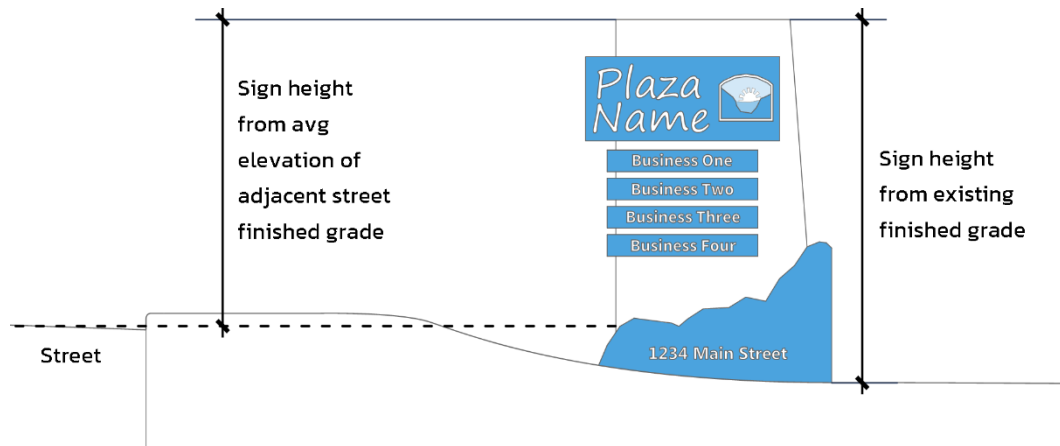 Sign height
from avg
elevation of
adjacent street
finished grade
Plaza
Name
Business One
Business Two
Business Three
Business Four
1234 Main Street
Sign height
from existing
finished grade
Street